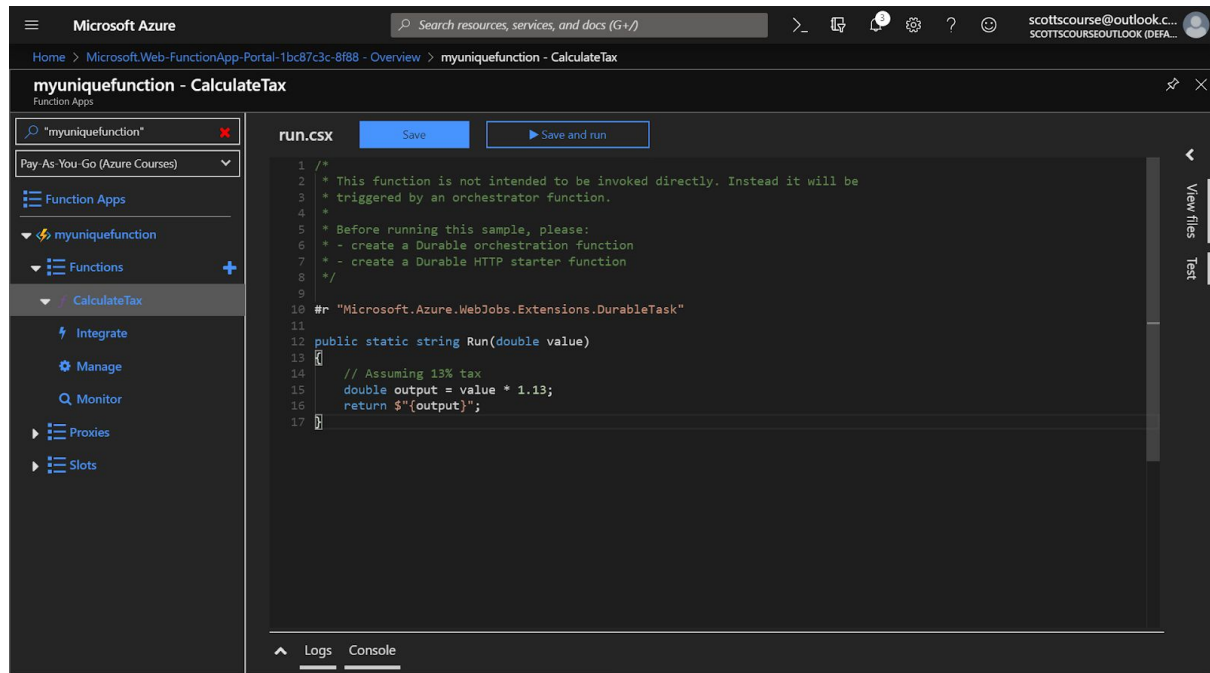 Microsoft Azure
Search resources, services, and docs (G+/)
3
scottscourse@outlook.c...
SCOTTSCOURSEOUTLOOK (DEFA...
Home > Microsoft.Web-FunctionApp-Portal-1bc87c3c-8f88 - Overview > myuniquefunction - CalculateTax
myuniquefunction - CalculateTax
Function Apps
"myuniquefunction"
Pay-As-You-Go (Azure Courses)
Function Apps
myuniquefunction
Functions
CalculateTax
Integrate
Manage
Monitor
Proxies
Slots
run.csx
Save
Save and run
1 /*
2 * This function is not intended to be invoked directly. Instead it will be
3 * triggered by an orchestrator function.
4 *
5 * Before running this sample, please:
6 * - create a Durable orchestration function
7 * - create a Durable HTTP starter function
8 */
9
10 #r "Microsoft.Azure.WebJobs.Extensions.DurableTask"
11
12 public static string Run(double value)
13 {
14     // Assuming 13% tax
15     double output = value * 1.13;
16     return $"{output}";
17 }
View files
Test
Logs
Console